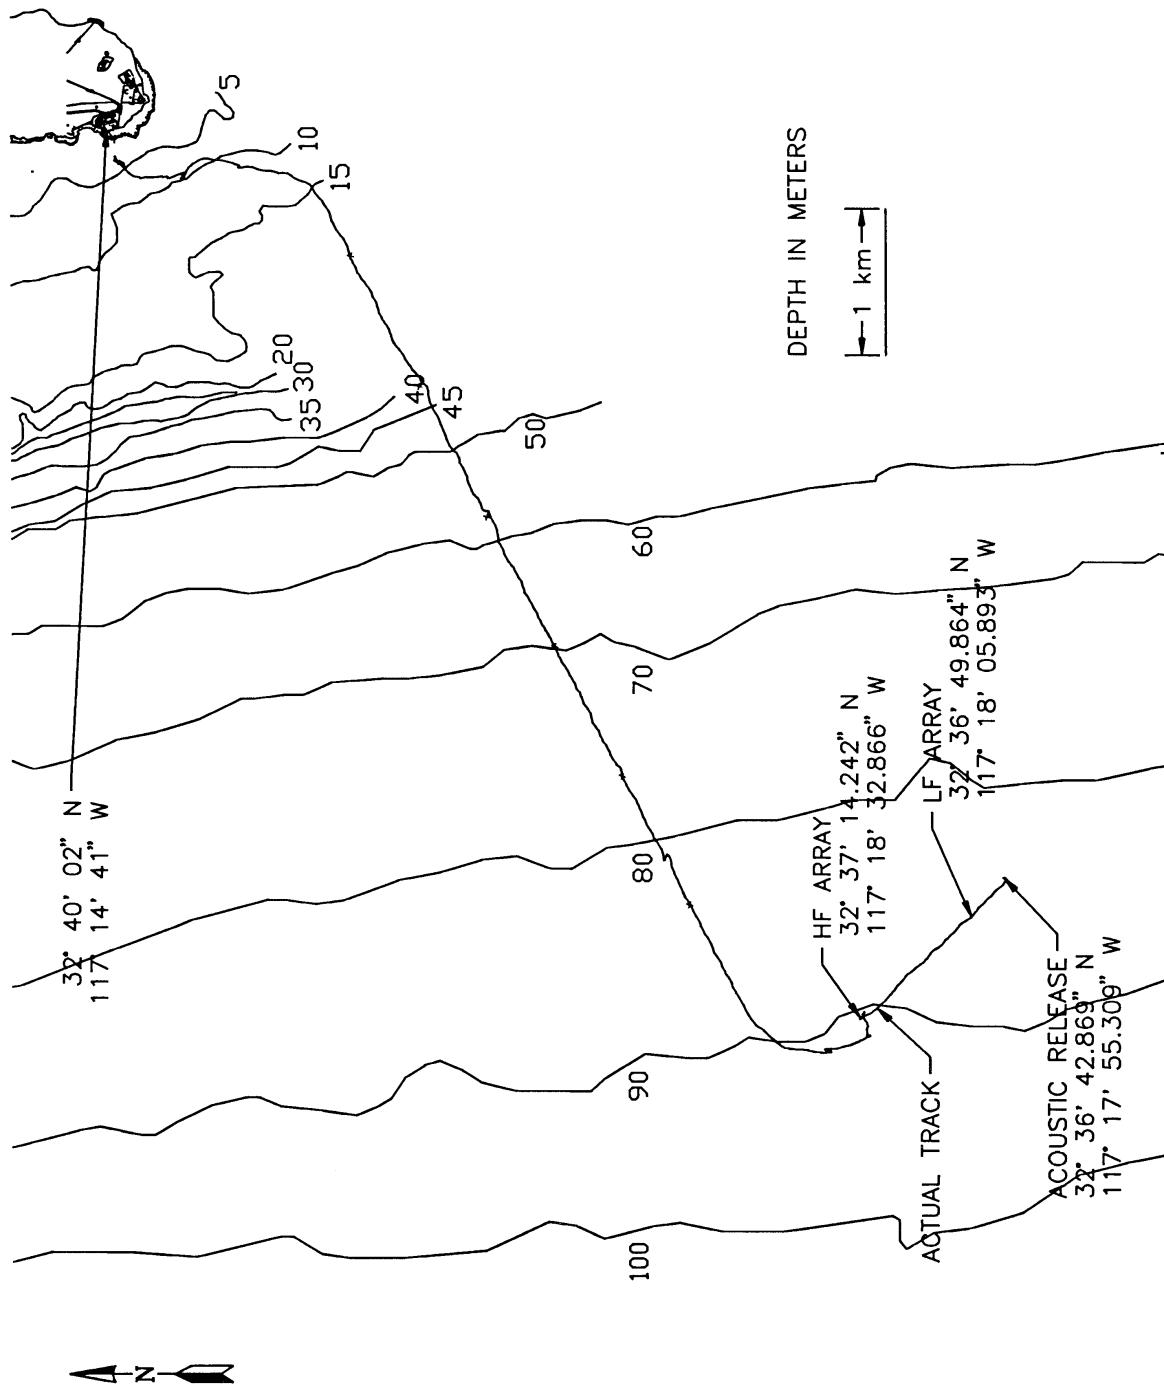 5
10
15
20
30
35
40
45
50
60
70
80
90
100
32° 40' 02" N
117° 14' 41" W
DEPTH IN METERS
1 km
HF ARRAY
32° 37' 14.242" N
117° 18' 32.866" W
LF ARRAY
32° 36' 49.864" N
117° 18' 05.893" W
ACTUAL TRACK
ACOUSTIC RELEASE
32° 36' 42.869" N
117° 17' 55.309" W
N